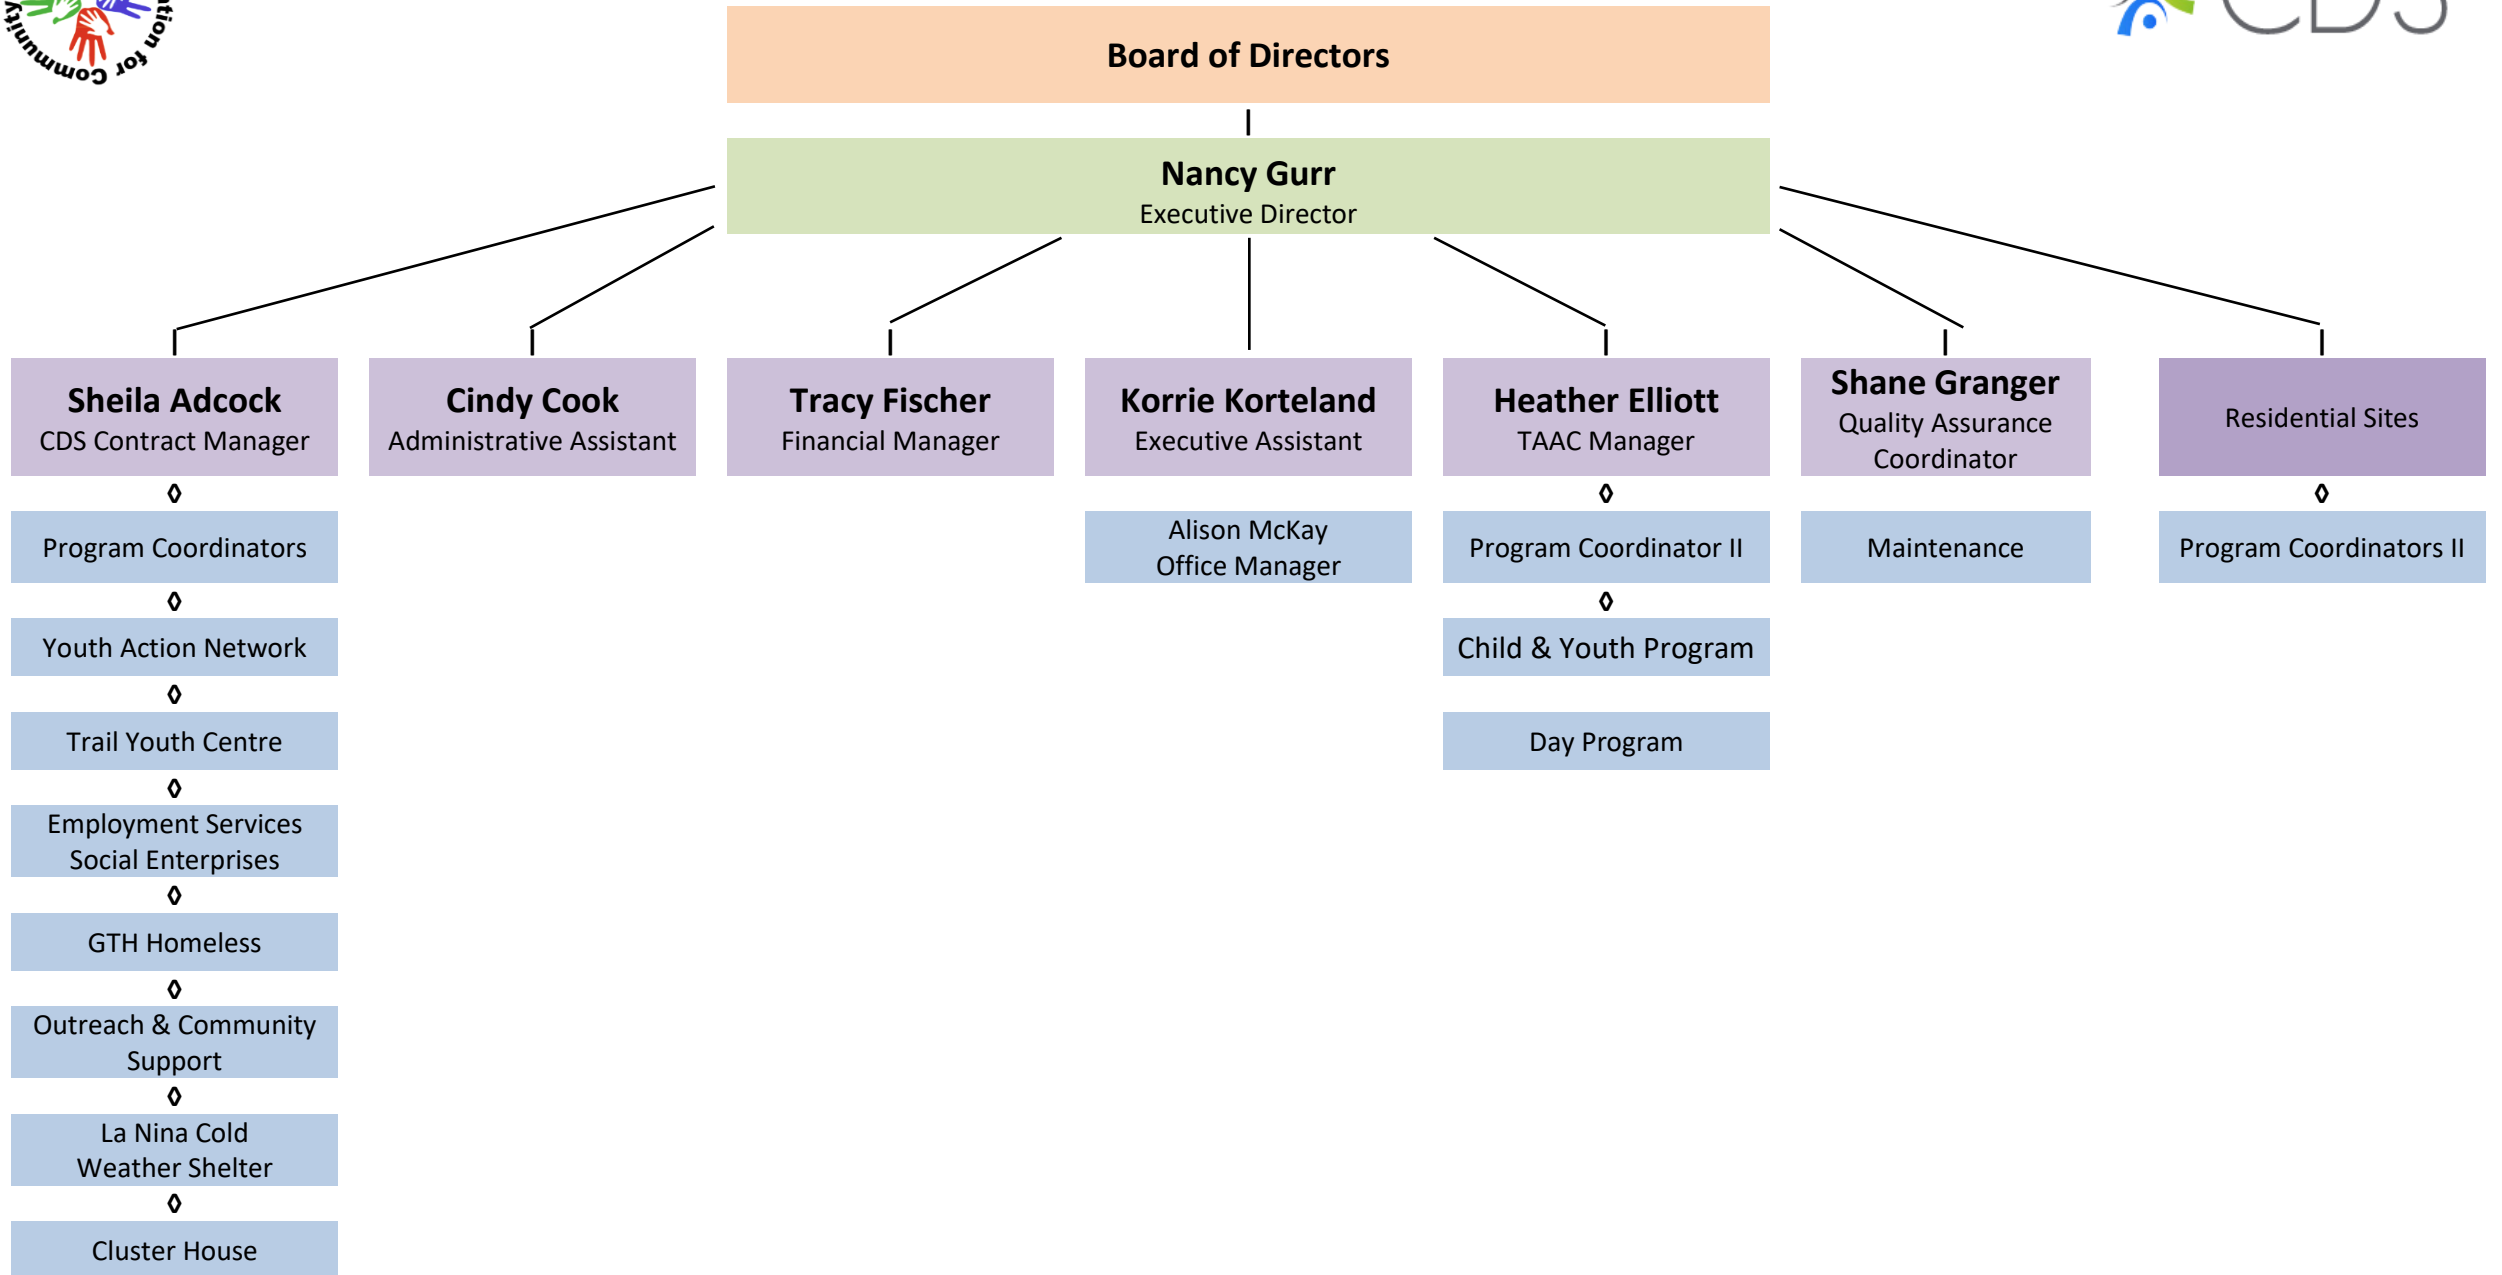 for Community
CDS
Board of Directors
Nancy Gurr
Executive Director
Sheila Adcock
CDS Contract Manager
Cindy Cook
Administrative Assistant
Tracy Fischer
Financial Manager
Korrie Korteland
Executive Assistant
Heather Elliott
TAAC Manager
Shane Granger
Quality Assurance
Coordinator
Residential Sites
Program Coordinators
Alison McKay
Office Manager
Program Coordinator II
Maintenance
Program Coordinators II
Youth Action Network
Child & Youth Program
Trail Youth Centre
Day Program
Employment Services
Social Enterprises
GTH Homeless
Outreach & Community
Support
La Nina Cold
Weather Shelter
Cluster House